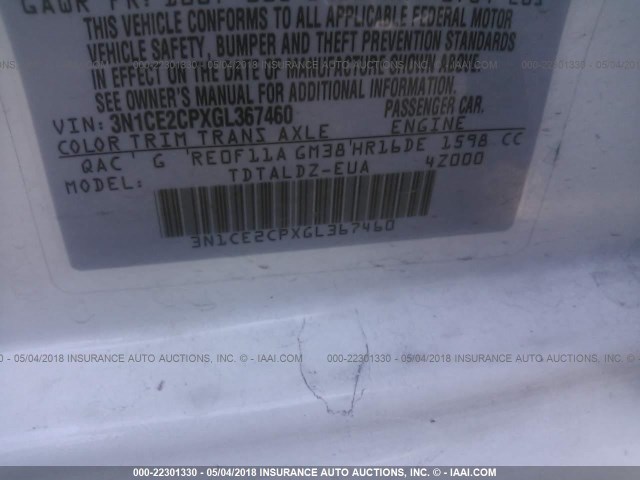 THIS VEHICLE CONFORMS TO ALL APPLICABLE FEDERAL MOTOR
VEHICLE SAFETY, BUMPER AND THEFT PREVENTION STANDARDS
IN EFFECT ON THE DATE OF MANUFACTURE SHOWN ABOVE.
SEE OWNER'S MANUAL FOR ADDITIONAL INFORMATION.
VIN: 3N1CE2CPXGL367460 PASSENGER CAR.
COLOR TRIM TRANS AXLE ENGINE
QAC G RE0F11A GM38 HR16DE 1598 CC
MODEL: TDTALDZ-EUA 4Z000
3N1CE2CPXGL367460
000-22301330 - 05/04/2018 INSURANCE AUTO AUCTIONS, INC. © - IAAI.COM
000-22301330 - 05/04/2018 INSURANCE AUTO AUCTIONS, INC. © - IAAI.COM